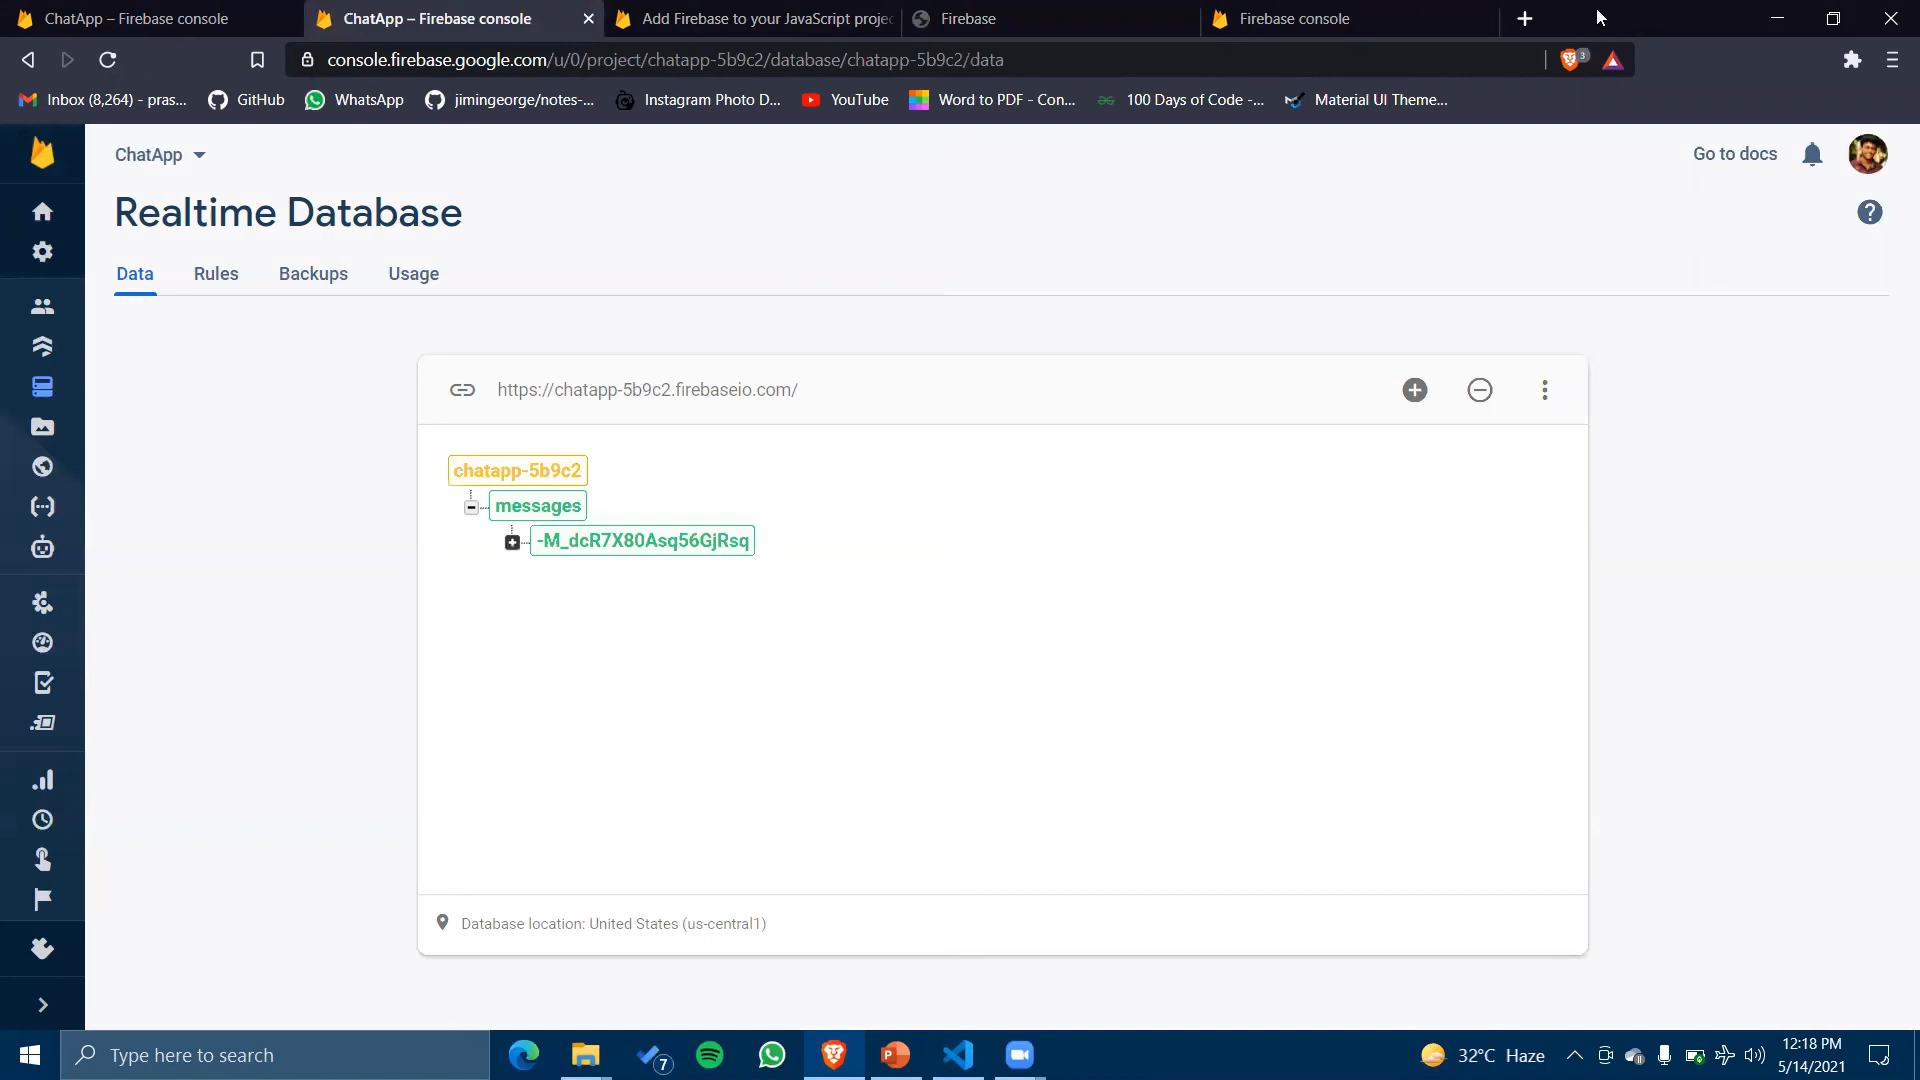 ChatApp – Firebase console
ChatApp – Firebase console
Add Firebase to your JavaScript projec
Firebase
Firebase console
console.firebase.google.com/u/0/project/chatapp-5b9c2/database/chatapp-5b9c2/data
3
Inbox (8,264) - pras...
GitHub
WhatsApp
jimingeorge/notes-...
Instagram Photo D...
YouTube
Word to PDF - Con...
100 Days of Code -...
Material UI Theme...
ChatApp
Go to docs
Realtime Database
?
Data
Rules
Backups
Usage
https://chatapp-5b9c2.firebaseio.com/
chatapp-5b9c2
messages
-M_dcR7X80Asq56GjRsq
Database location: United States (us-central1)
Type here to search
7
32°C Haze
12:18 PM
5/14/2021